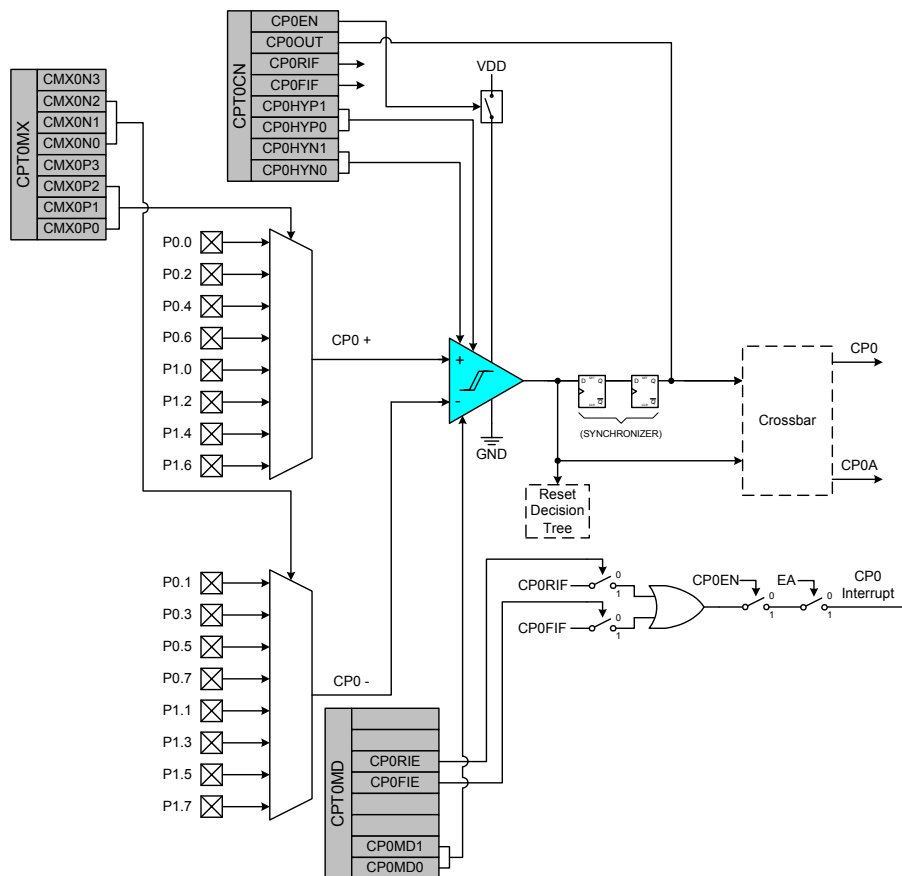 CPT0CN
CP0EN
CP0OUT
CP0RIF
CP0FIF
CP0HYP1
CP0HYP0
CP0HYN1
CP0HYN0
VDD
CPT0MX
CMX0N3
CMX0N2
CMX0N1
CMX0N0
CMX0P3
CMX0P2
CMX0P1
CMX0P0
P0.0
P0.2
P0.4
P0.6
P1.0
P1.2
P1.4
P1.6
CP0 +
+
-
GND
D SET Q
CLR Q
D SET Q
CLR Q
(SYNCHRONIZER)
Reset
Decision
Tree
Crossbar
CP0
CP0A
P0.1
P0.3
P0.5
P0.7
P1.1
P1.3
P1.5
P1.7
CP0 -
CP0RIF
0
1
CP0FIF
0
1
CP0EN
0
1
EA
0
1
CP0
Interrupt
CPT0MD
CP0RIE
CP0FIE
CP0MD1
CP0MD0